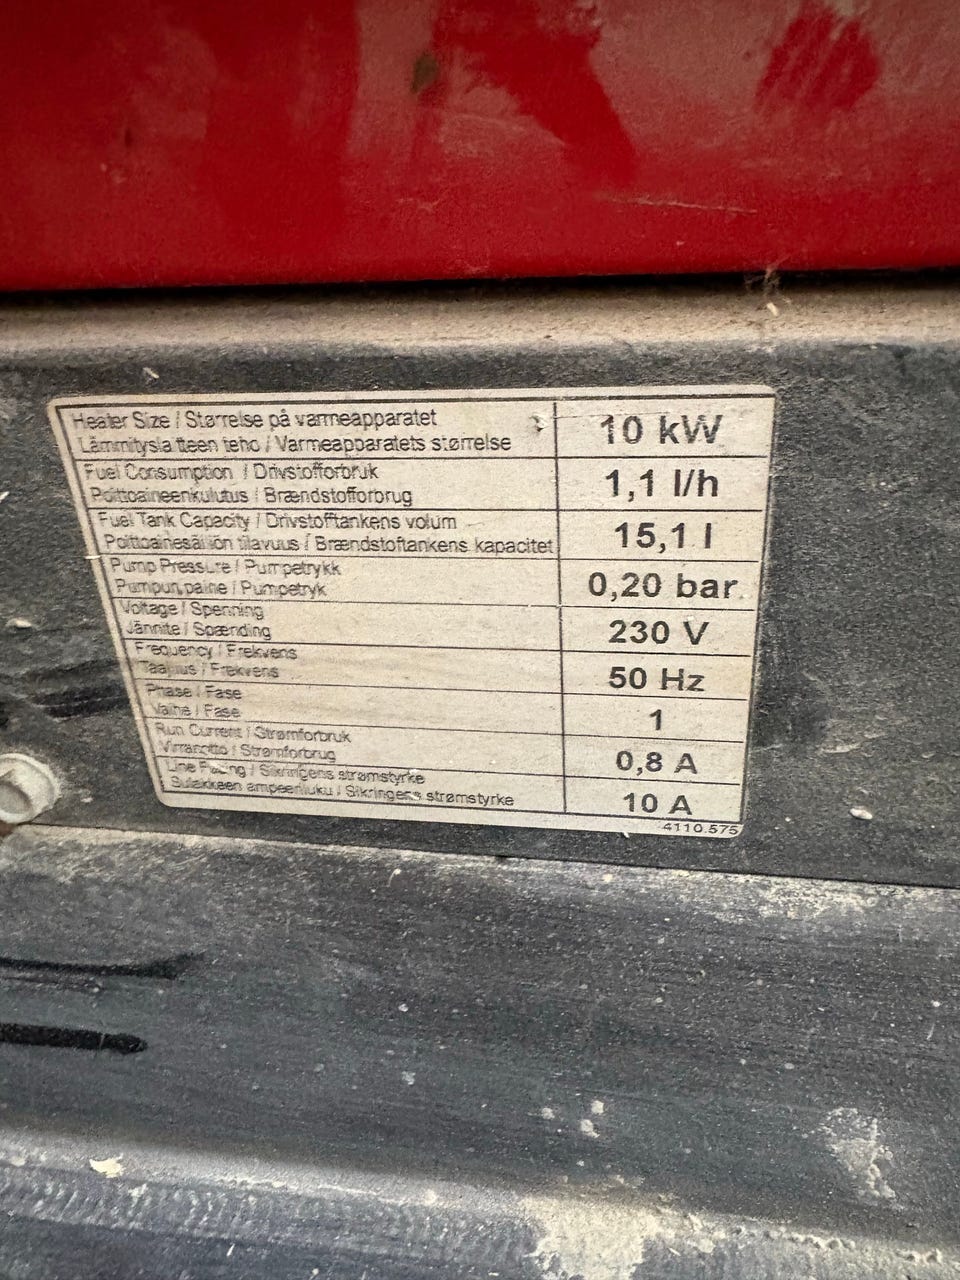 Heater Size / Størrelse på varmeapparatet
Lämmityslaitteen teho / Varmeapparatets størrelse
10 kW
Fuel Consumption / Drivstofforbruk
Polttoaineenkulutus / Brændstofforbrug
1,1 l/h
Fuel Tank Capacity / Drivstofftankens volum
Polttoainesäiliön tilavuus / Brændstoftankens kapacitet
15,1 l
Pump Pressure / Pumpetrykk
Pumpun paine / Pumpetryk
0,20 bar
Voltage / Spenning
Jännite / Spænding
230 V
Frequency / Frekvens
Taajuus / Frekvens
50 Hz
Phase / Fase
Vaihe / Fase
1
Run Current / Strømforbruk
Virranotto / Strømforbrug
0,8 A
Line Fusing / Sikringens strømstyrke
Sulakkeen ampeeriluku / Sikringens strømstyrke
10 A
4110.575